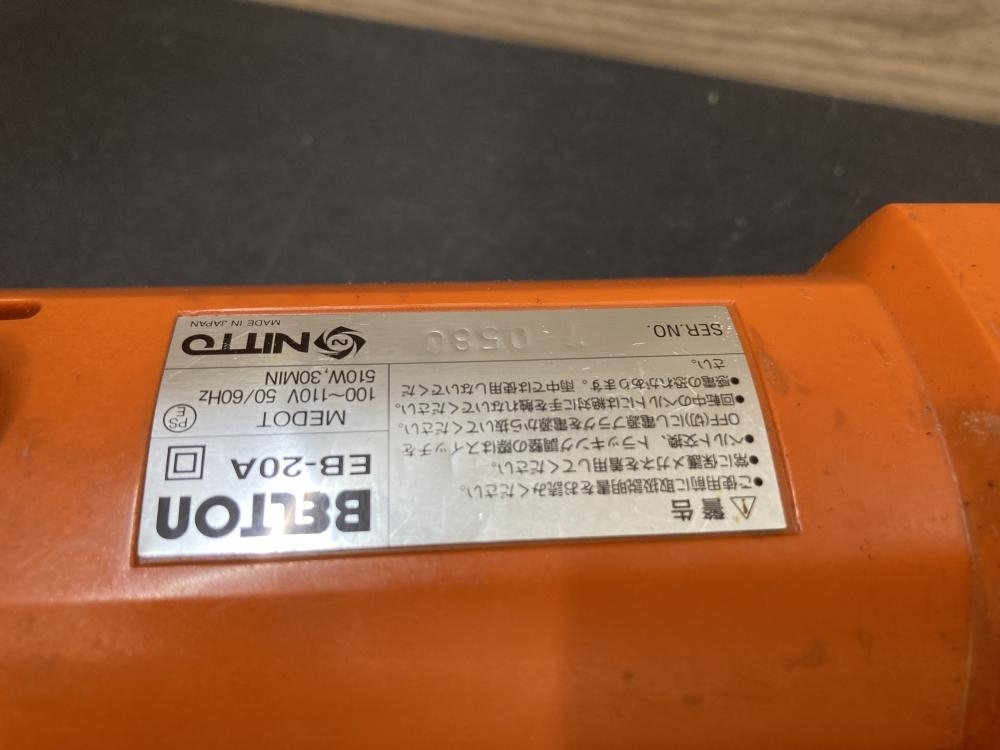 BELTON
EB-20A
MEDOT
PS
E
100~110V 50/60Hz
510W,30MIN
NITTO
MADE IN JAPAN
警告
●ご使用前に取扱説明書をお読みください。
●常に保護メガネを着用してください。
●ベルト交換、トラッキング調整の際はスイッチを
OFF(切)にし電源プラグを電源から抜いてください。
●回転中のベルトには絶対に手を触れないでください。
●感電の恐れがあります。雨中では使用しないでくだ
さい。
SER.NO. T 0580